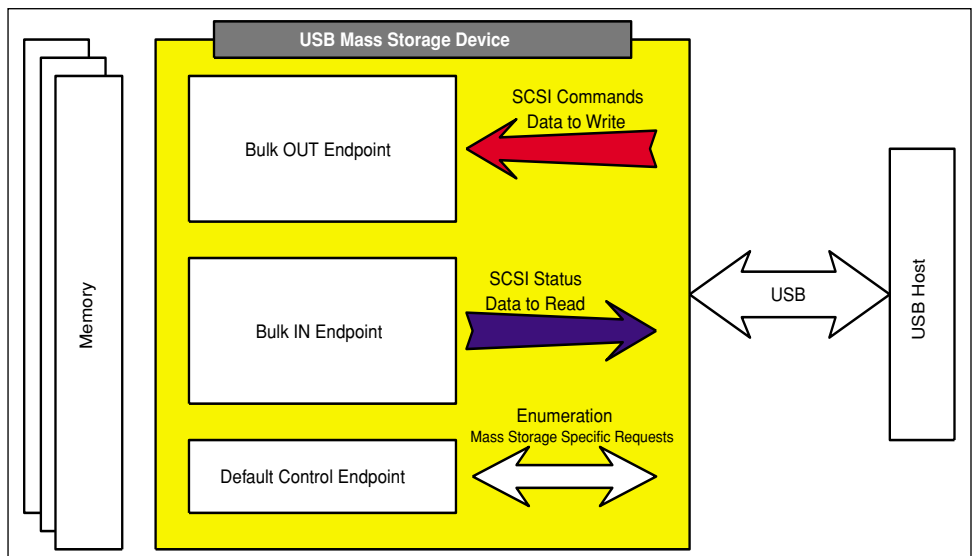 USB Mass Storage Device
SCSI Commands
Data to Write
Bulk OUT Endpoint
SCSI Status
Data to Read
Bulk IN Endpoint
Enumeration
Mass Storage Specific Requests
Default Control Endpoint
Memory
USB
USB Host